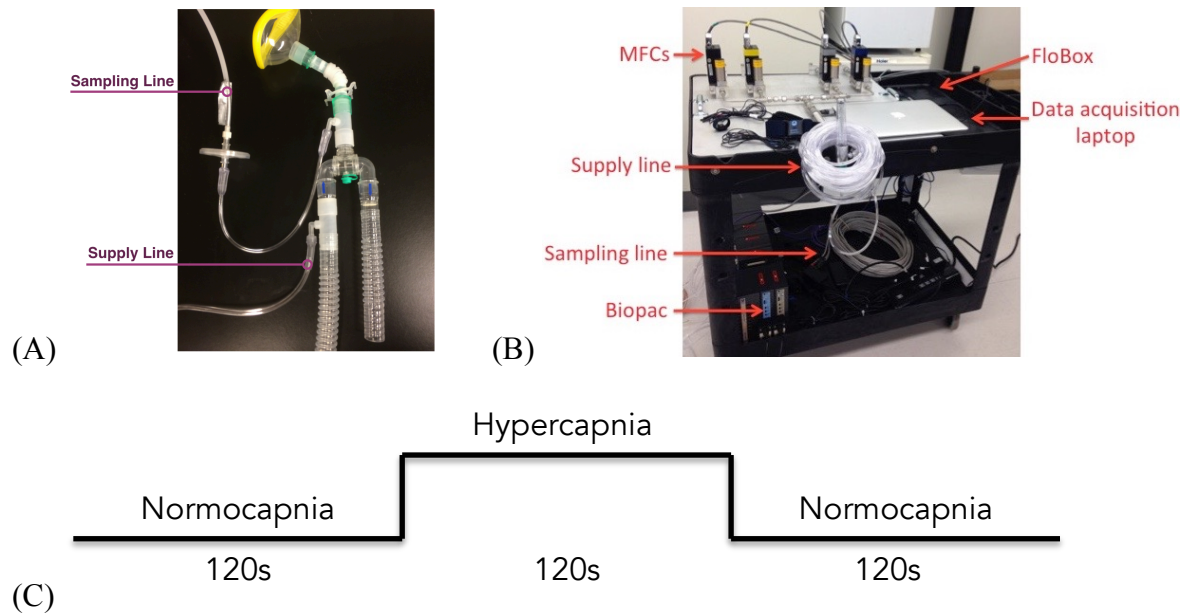 Sampling Line
Supply Line
(A)
MFCs
FloBox
Data acquisition
laptop
Supply line
Sampling line
Biopac
(B)
Hypercapnia
Normocapnia
Normocapnia
120s
120s
120s
(C)